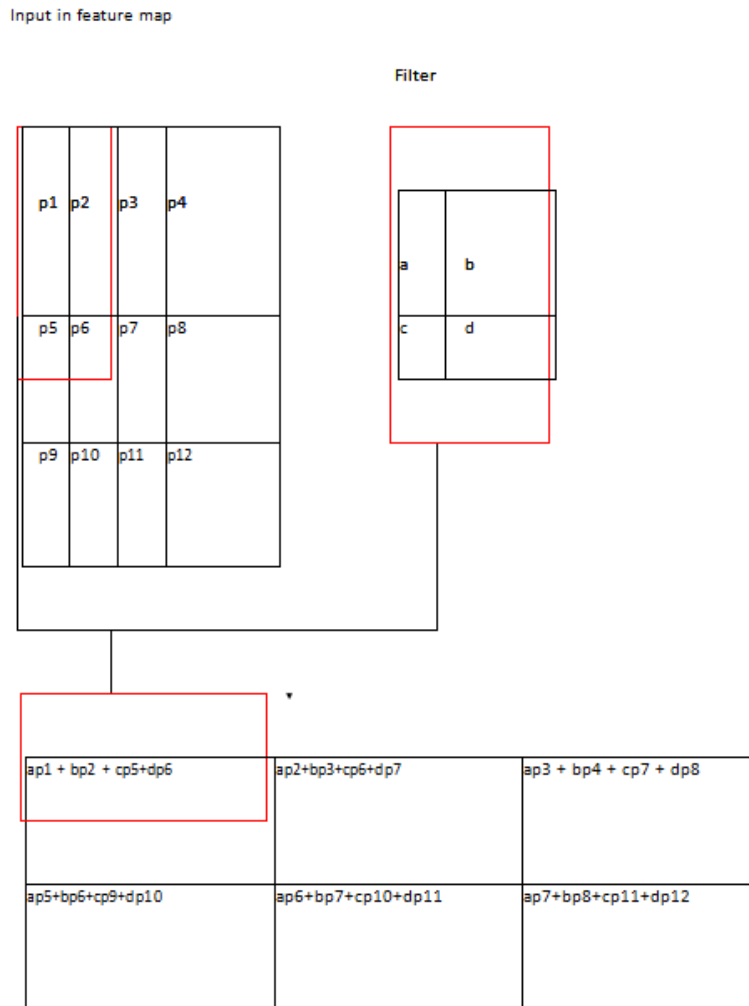 Input in feature map
Filter
p1 p2 p3 p4
a b
p5 p6 p7 p8
c d
p9 p10 p11 p12
ap1 + bp2 + cp5+dp6 ap2+bp3+cp6+dp7 ap3 + bp4 + cp7 + dp8
ap5+bp6+cp9+dp10 ap6+bp7+cp10+dp11 ap7+bp8+cp11+dp12